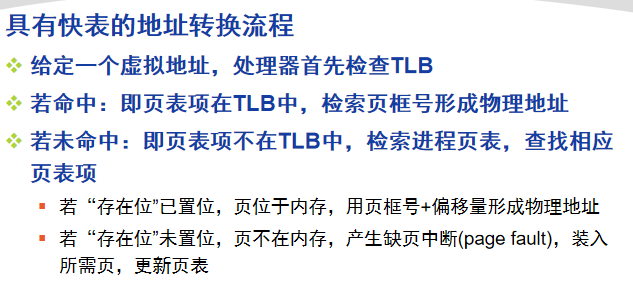 具有快表的地址转换流程
给定一个虚拟地址，处理器首先检查TLB
若命中：即页表项在TLB中，检索页框号形成物理地址
若未命中：即页表项不在TLB中，检索进程页表，查找相应
页表项
若“存在位”已置位，页位于内存，用页框号+偏移量形成物理地址
若“存在位”未置位，页不在内存，产生缺页中断(page fault)，装入
所需页，更新页表